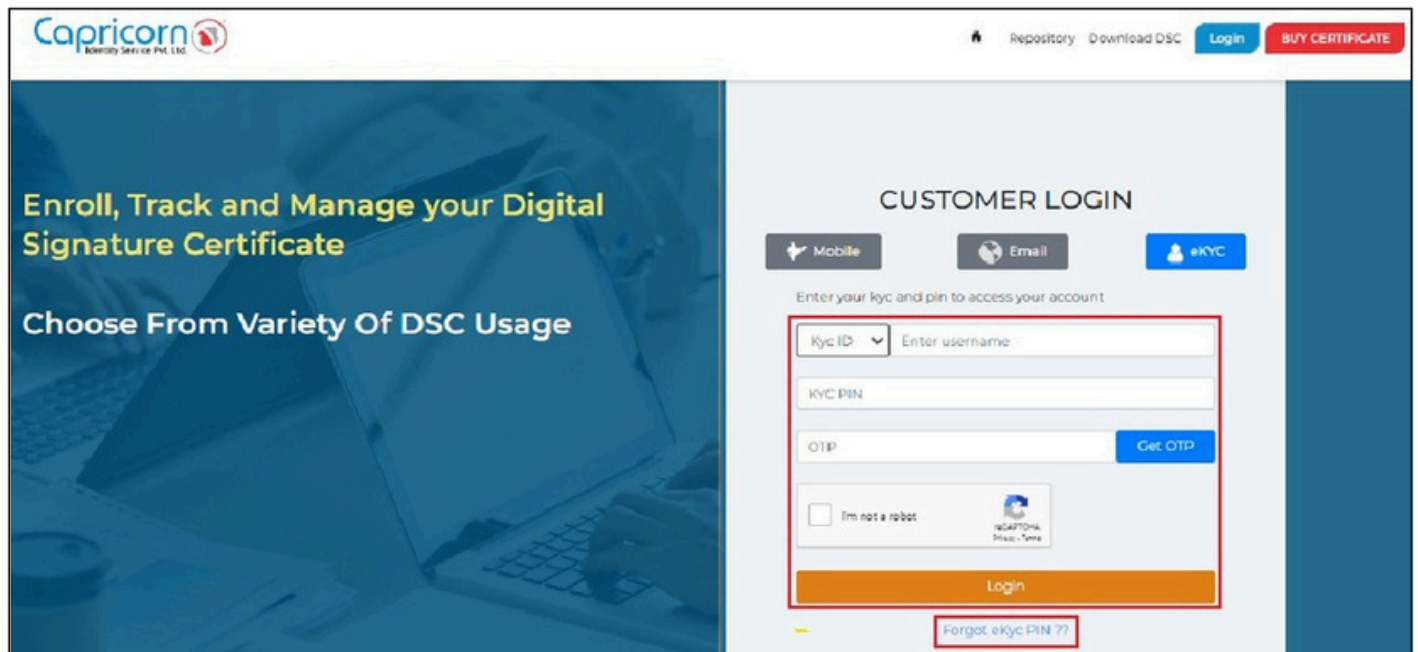 Capricorn
Identity Service Pvt. Ltd.
Repository Download DSC Login BUY CERTIFICATE
Enroll, Track and Manage your Digital
Signature Certificate
Choose From Variety Of DSC Usage
CUSTOMER LOGIN
Mobile Email eKYC
Enter your kyc and pin to access your account
Kyc ID Enter username
KYC PIN
OTP Get OTP
I'm not a robot
reCAPTCHA
Privacy - Terms
Login
Forgot eKyc PIN ??